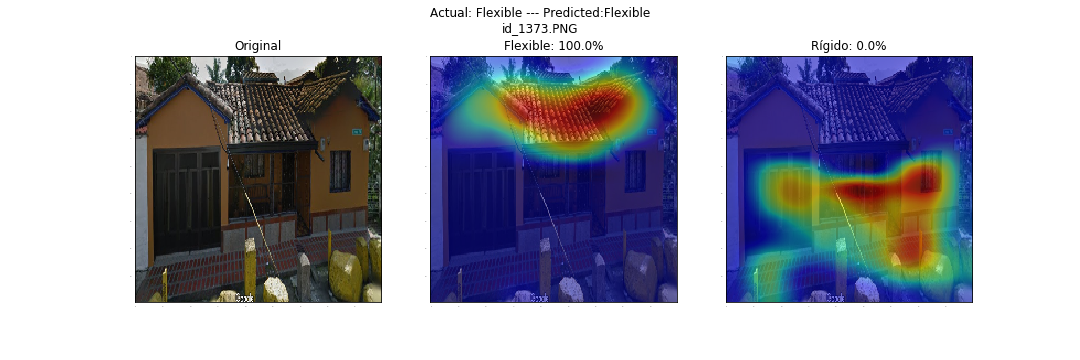 Actual: Flexible --- Predicted:Flexible
id_1373.PNG
Original
Flexible: 100.0%
Rígido: 0.0%